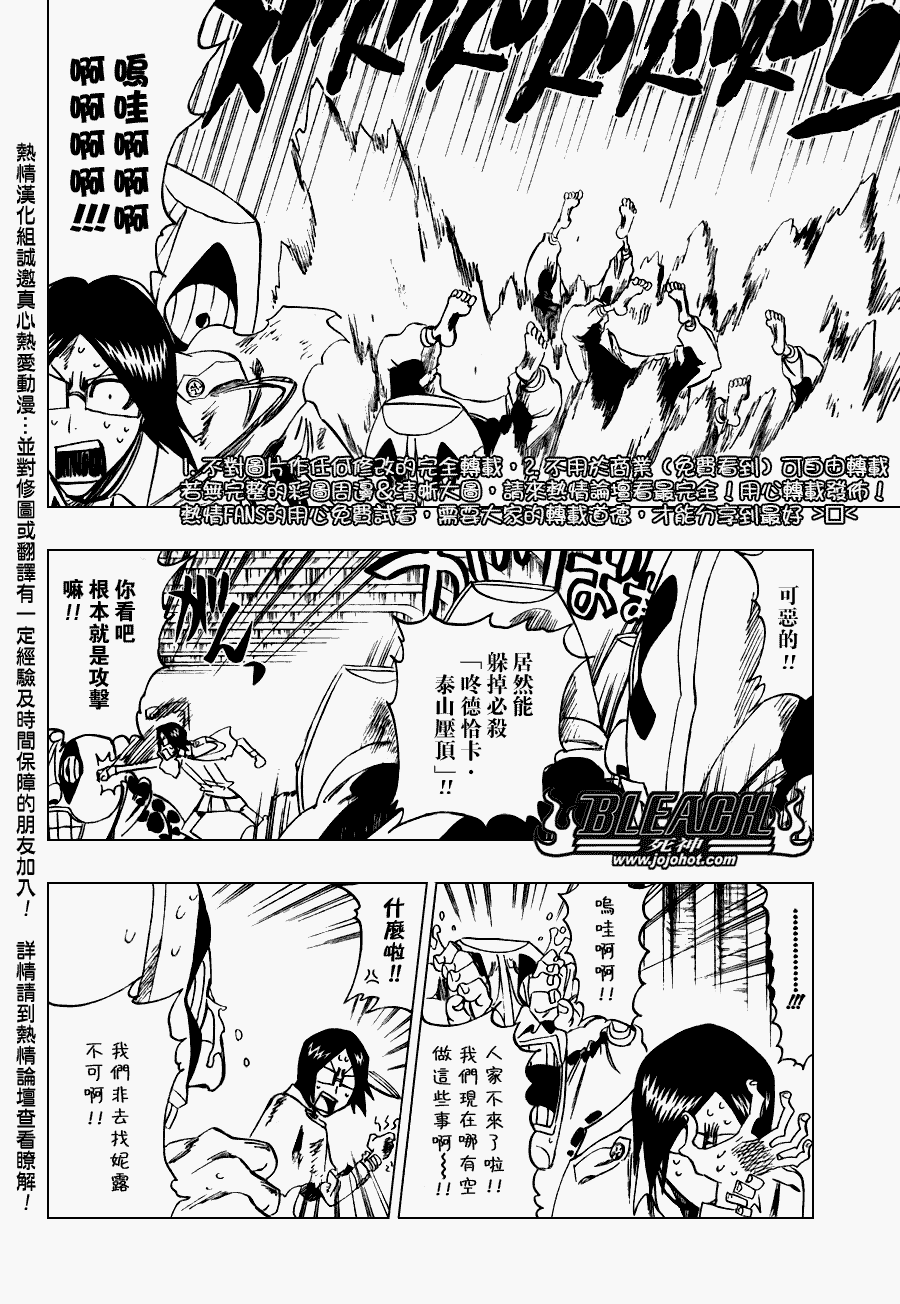 ズドドドドドン
嗚哇啊啊啊
啊啊啊啊!!!
1. 不對圖片作任何修改的完全轉載，2. 不用於商業（免費看到）可自由轉載
若無完整的彩圖周邊&清晰大圖，請來熱情論壇看最完全！用心轉載發佈！
熱情FANS的用心免費試看，需要大家的轉載道德，才能分享到最好 >□<
熱情漢化組誠邀真心熱愛動漫…並對修圖或翻譯有一定經驗及時間保障的朋友加入！ 詳情請到熱情論壇查看瞭解！
可惡的!!
居然能
躲掉必殺
「咚德恰卡·
泰山壓頂」!!
你看吧
根本就是攻擊
嘛!!
BLEACH
死神
www.jojohot.com
…………!!!
嗚哇啊啊!!
人家不來了啦!!
我們現在哪有空
做這些事啊～～!!
什麼啦!!
我們非去找妮露
不可啊!!